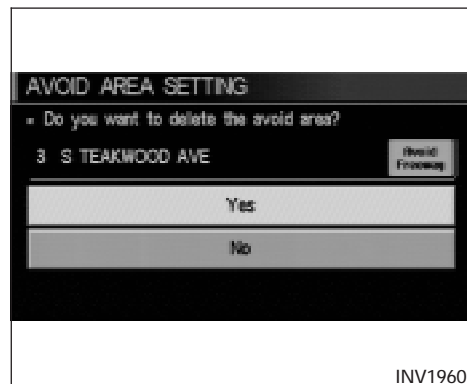 AVOID AREA SETTING
Do you want to delete the avoid area?
3 S TEAKWOOD AVE
Avoid
Freeway
Yes
No
INV1960